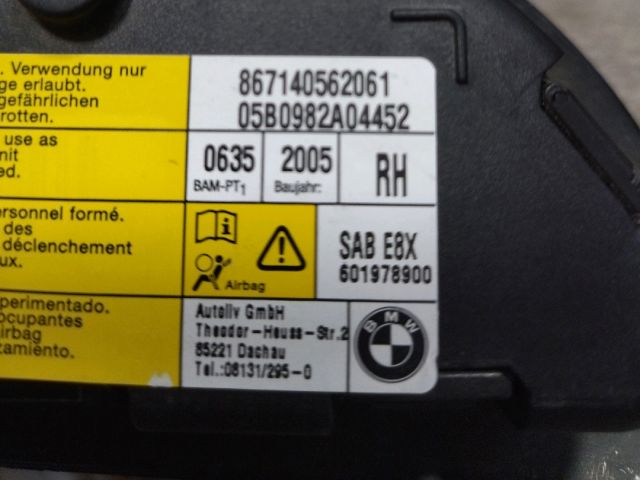 . Verwendung nur
ge erlaubt.
gefährlichen
rotten.
use as
nit
ed.
ersonnel formé.
des
déclenchement
ux.
perimentado.
ocupantes
irbag
amiento.
867140562061
05B0982A04452
0635
BAM-PT1
2005
Baujahr:
RH
Airbag
SAB E8X
601978900
Autoliv GmbH
Theodor-Heuss-Str.2
85221 Dachau
Tel.:08131/295-0
BMW